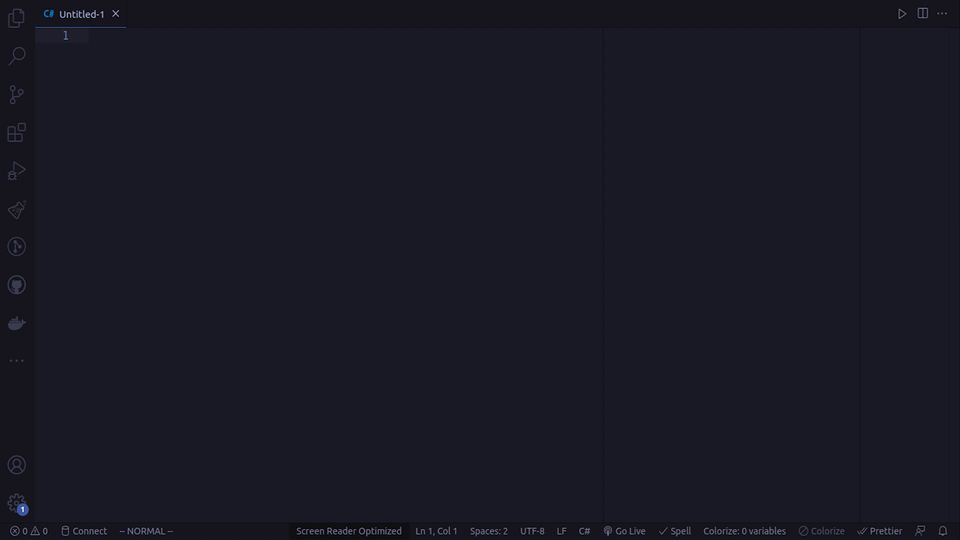 C# Untitled-1
1
1
0 0 Connect -- NORMAL -- Screen Reader Optimized Ln 1, Col 1 Spaces: 2 UTF-8 LF C# Go Live Spell Colorize: 0 variables Colorize Prettier